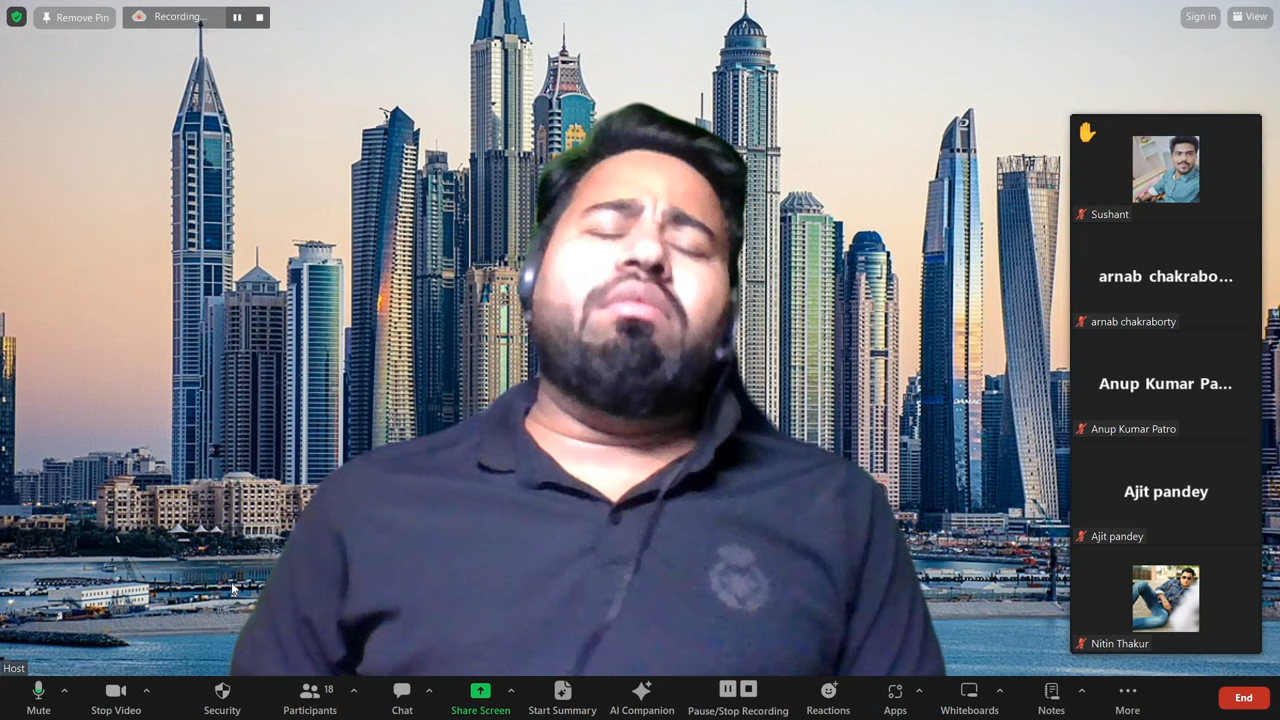 Remove Pin
Recording...
Sign in
View
Sushant
arnab chakrabo...
arnab chakraborty
Anup Kumar Pa...
Anup Kumar Patro
Ajit pandey
Ajit pandey
Nitin Thakur
Host
Mute
Stop Video
Security
18
Participants
Chat
Share Screen
Start Summary
AI Companion
Pause/Stop Recording
Reactions
Apps
Whiteboards
Notes
More
End